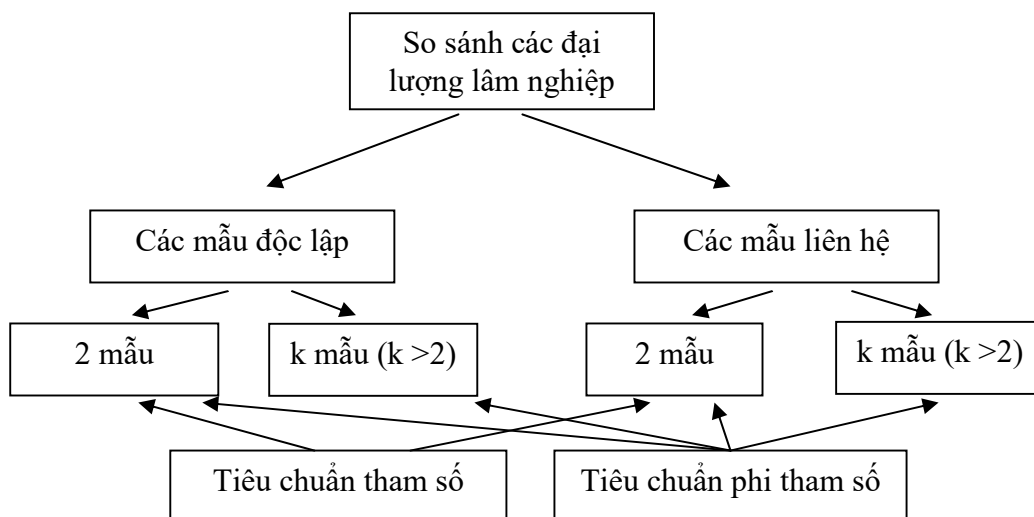 So sánh các đại
lượng lâm nghiệp
Các mẫu độc lập
Các mẫu liên hệ
2 mẫu
k mẫu (k >2)
2 mẫu
k mẫu (k >2)
Tiêu chuẩn tham số
Tiêu chuẩn phi tham số